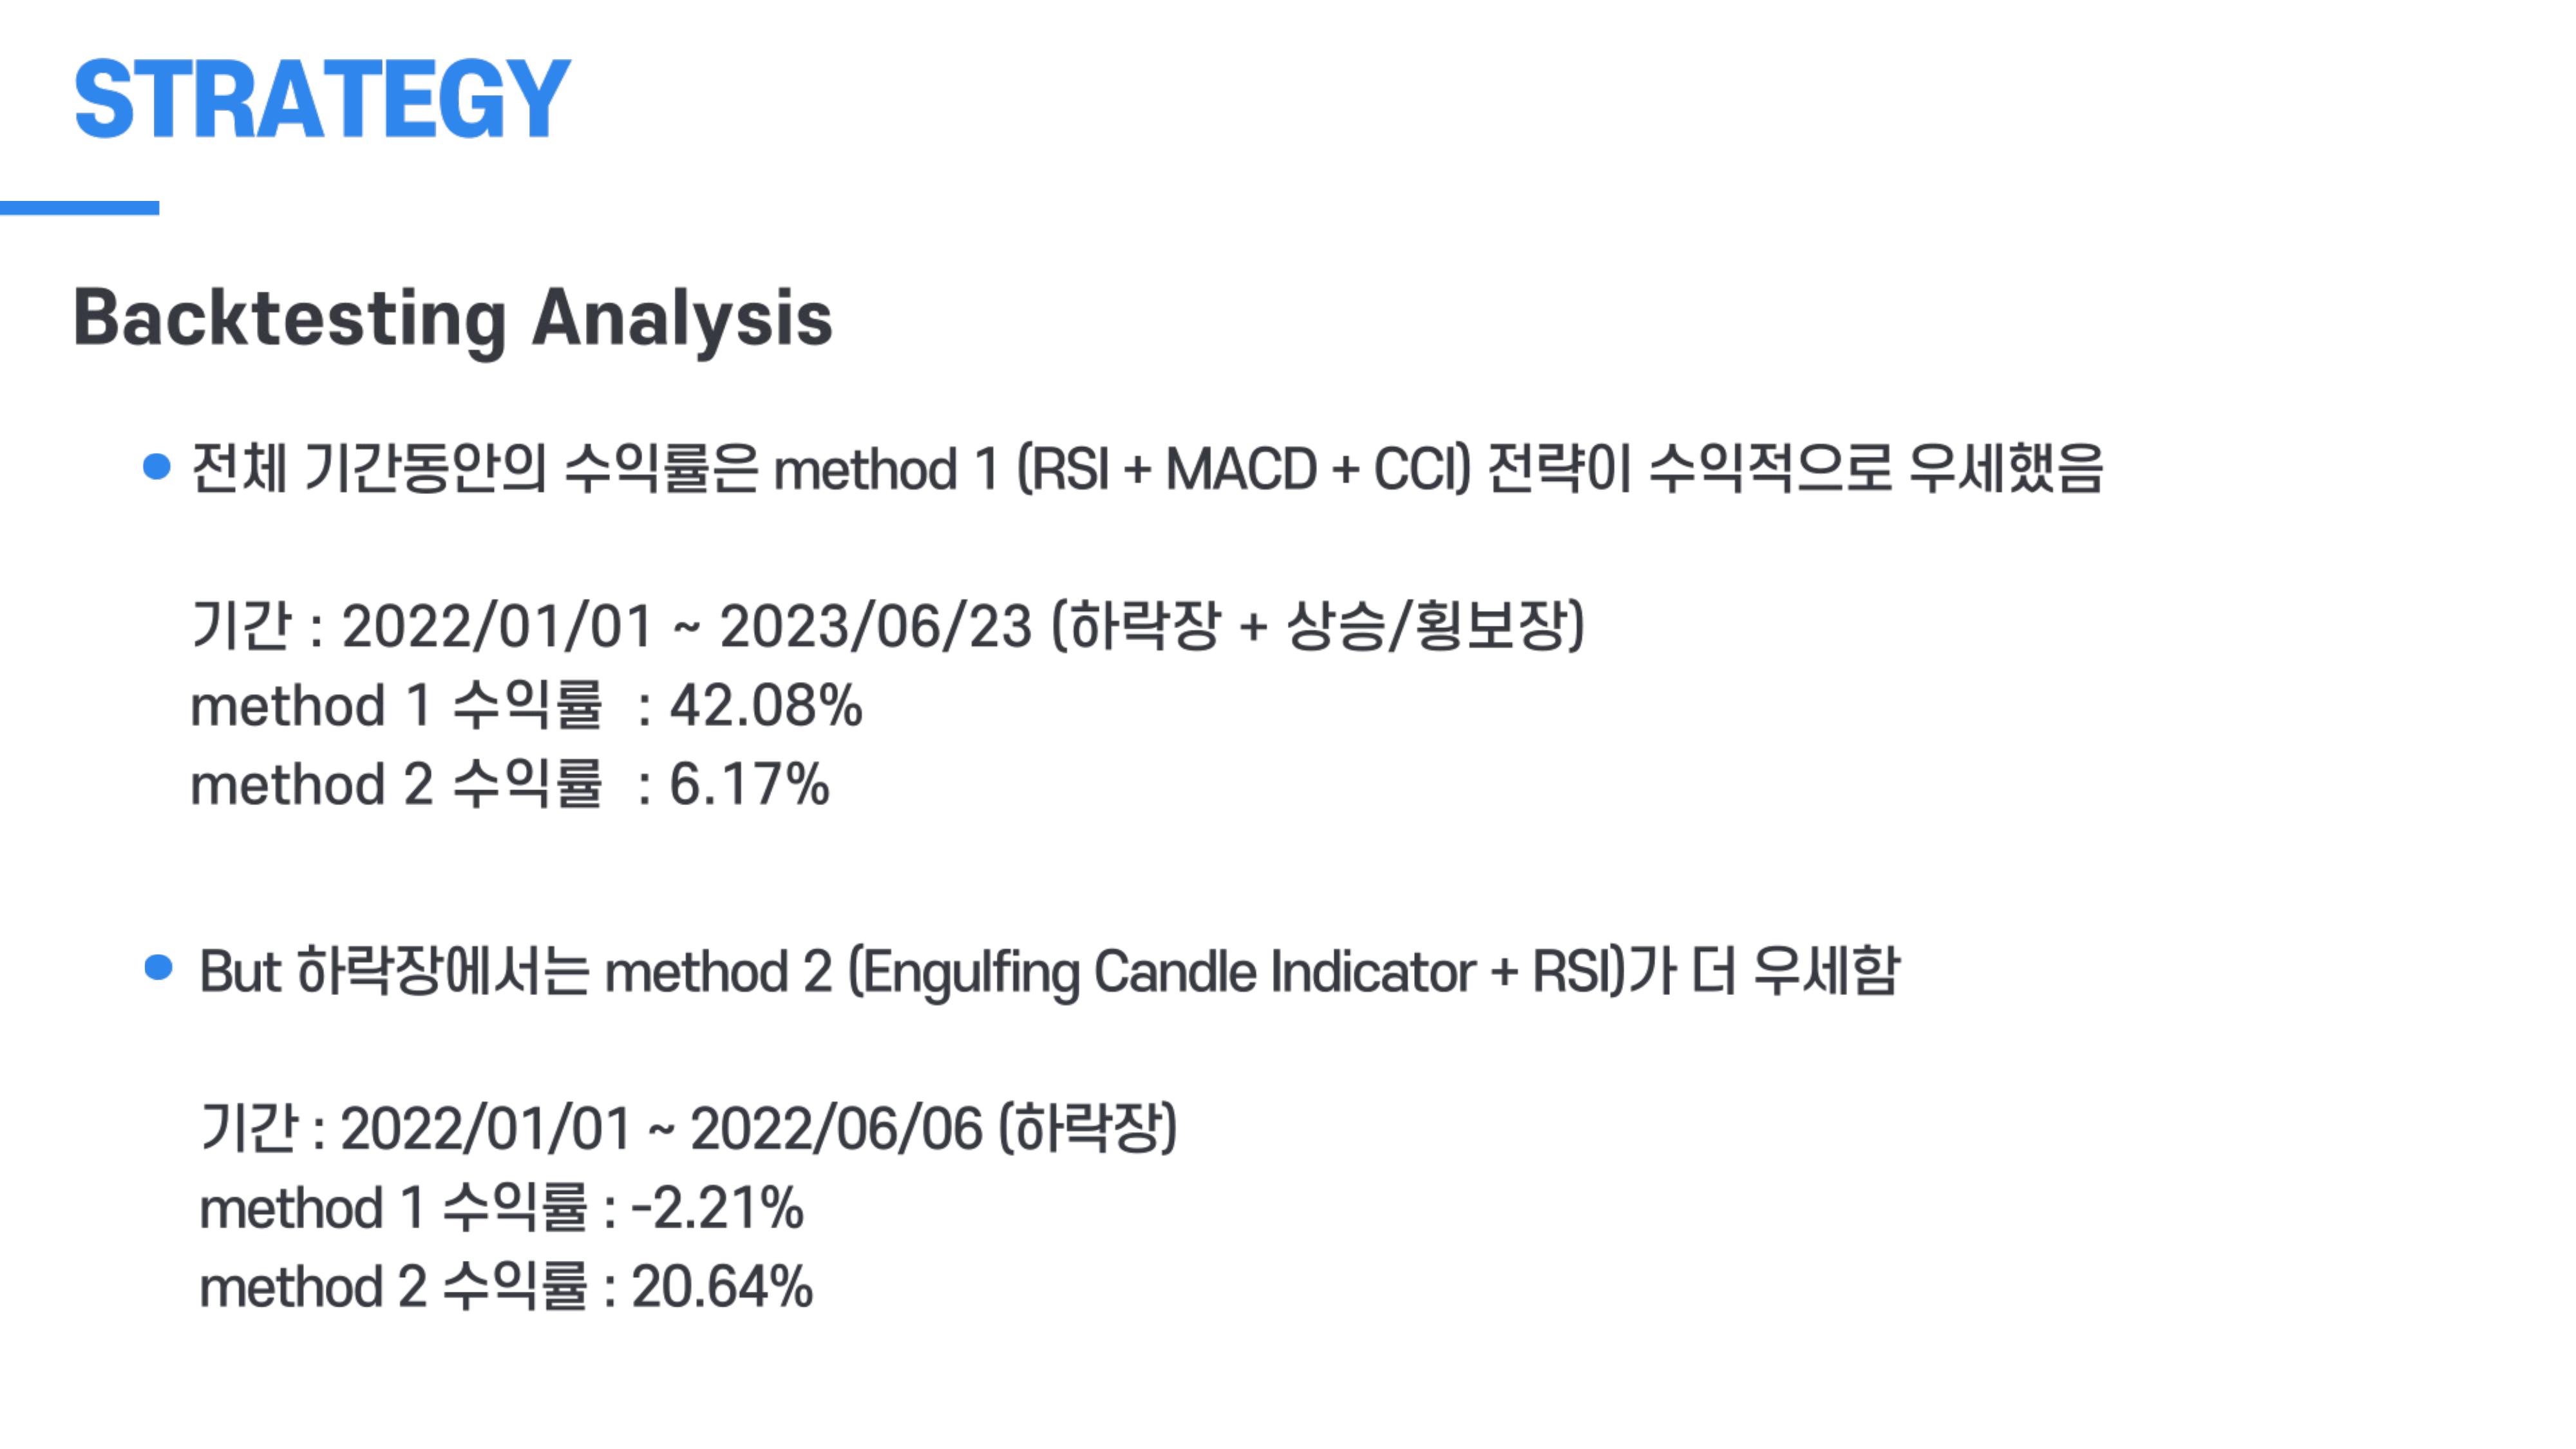 STRATEGY
Backtesting Analysis
전체 기간동안의 수익률은 method 1 (RSI + MACD + CCI) 전략이 수익적으로 우세했음
기간 : 2022/01/01 ~ 2023/06/23 (하락장 + 상승/횡보장)
method 1 수익률 : 42.08%
method 2 수익률 : 6.17%
But 하락장에서는 method 2 (Engulfing Candle Indicator + RSI)가 더 우세함
기간 : 2022/01/01 ~ 2022/06/06 (하락장)
method 1 수익률 : -2.21%
method 2 수익률 : 20.64%